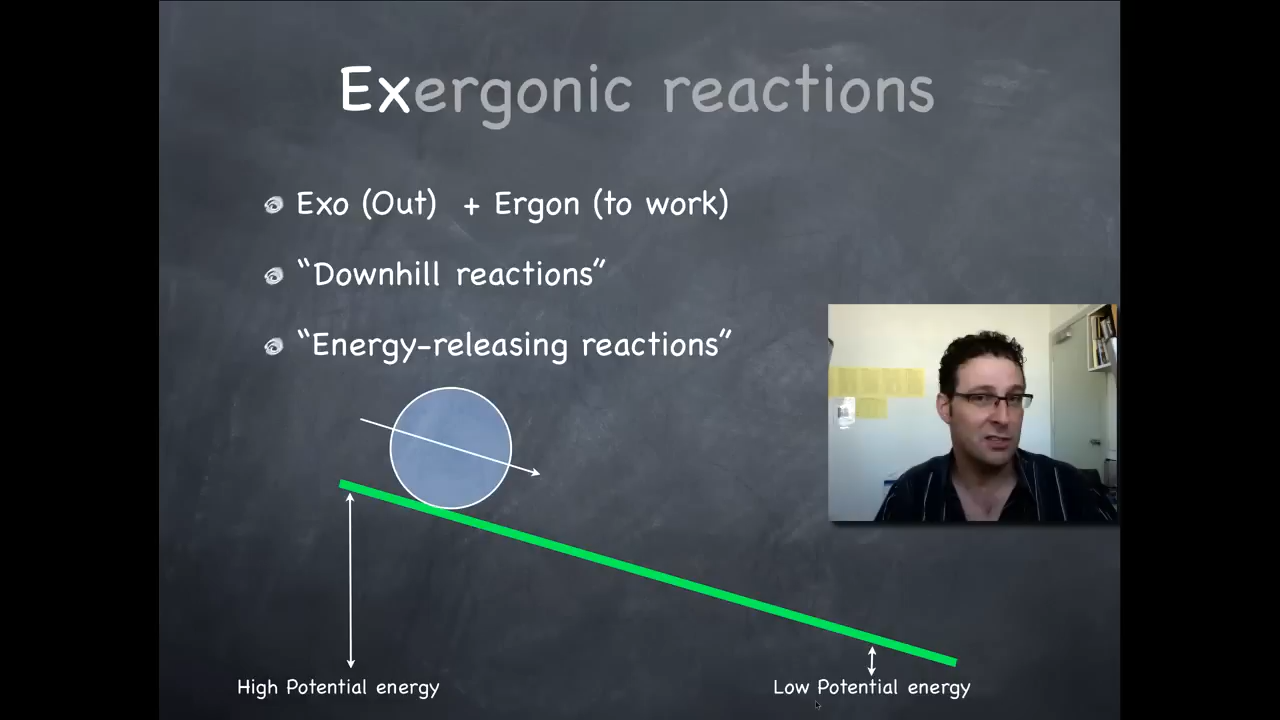 Exergonic reactions
Exo (Out) + Ergon (to work)
“Downhill reactions”
“Energy-releasing reactions”
High Potential energy
Low Potential energy